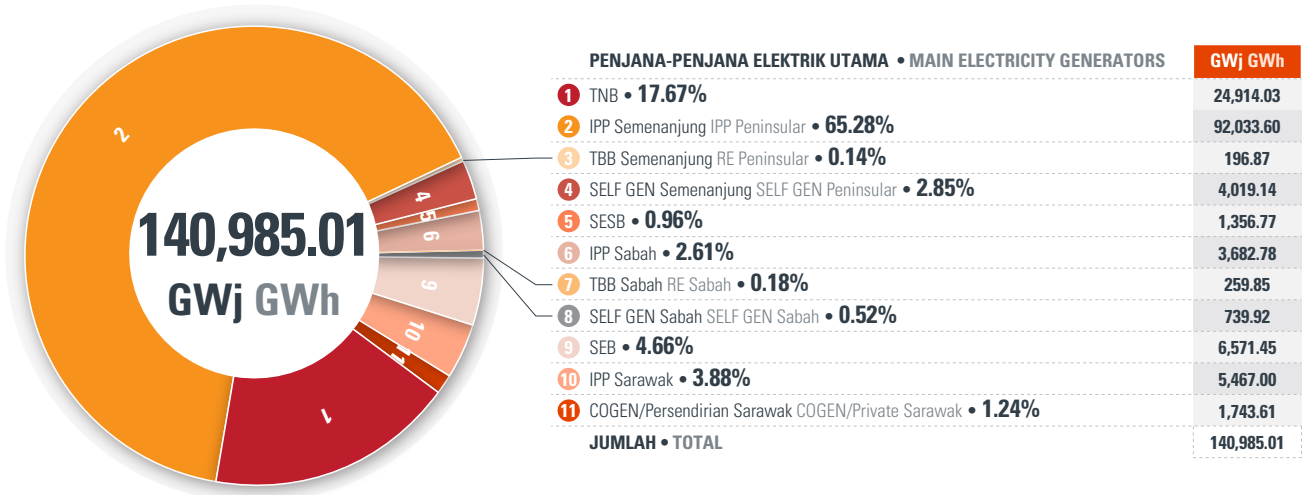 140,985.01
GWj GWh
1
2
4
5
6
9
10
11
PENJANA-PENJANA ELEKTRIK UTAMA • MAIN ELECTRICITY GENERATORS GWj GWh
1 TNB • 17.67% 24,914.03
2 IPP Semenanjung IPP Peninsular • 65.28% 92,033.60
3 TBB Semenanjung RE Peninsular • 0.14% 196.87
4 SELF GEN Semenanjung SELF GEN Peninsular • 2.85% 4,019.14
5 SESB • 0.96% 1,356.77
6 IPP Sabah • 2.61% 3,682.78
7 TBB Sabah RE Sabah • 0.18% 259.85
8 SELF GEN Sabah SELF GEN Sabah • 0.52% 739.92
9 SEB • 4.66% 6,571.45
10 IPP Sarawak • 3.88% 5,467.00
11 COGEN/Persendirian Sarawak COGEN/Private Sarawak • 1.24% 1,743.61
JUMLAH • TOTAL 140,985.01